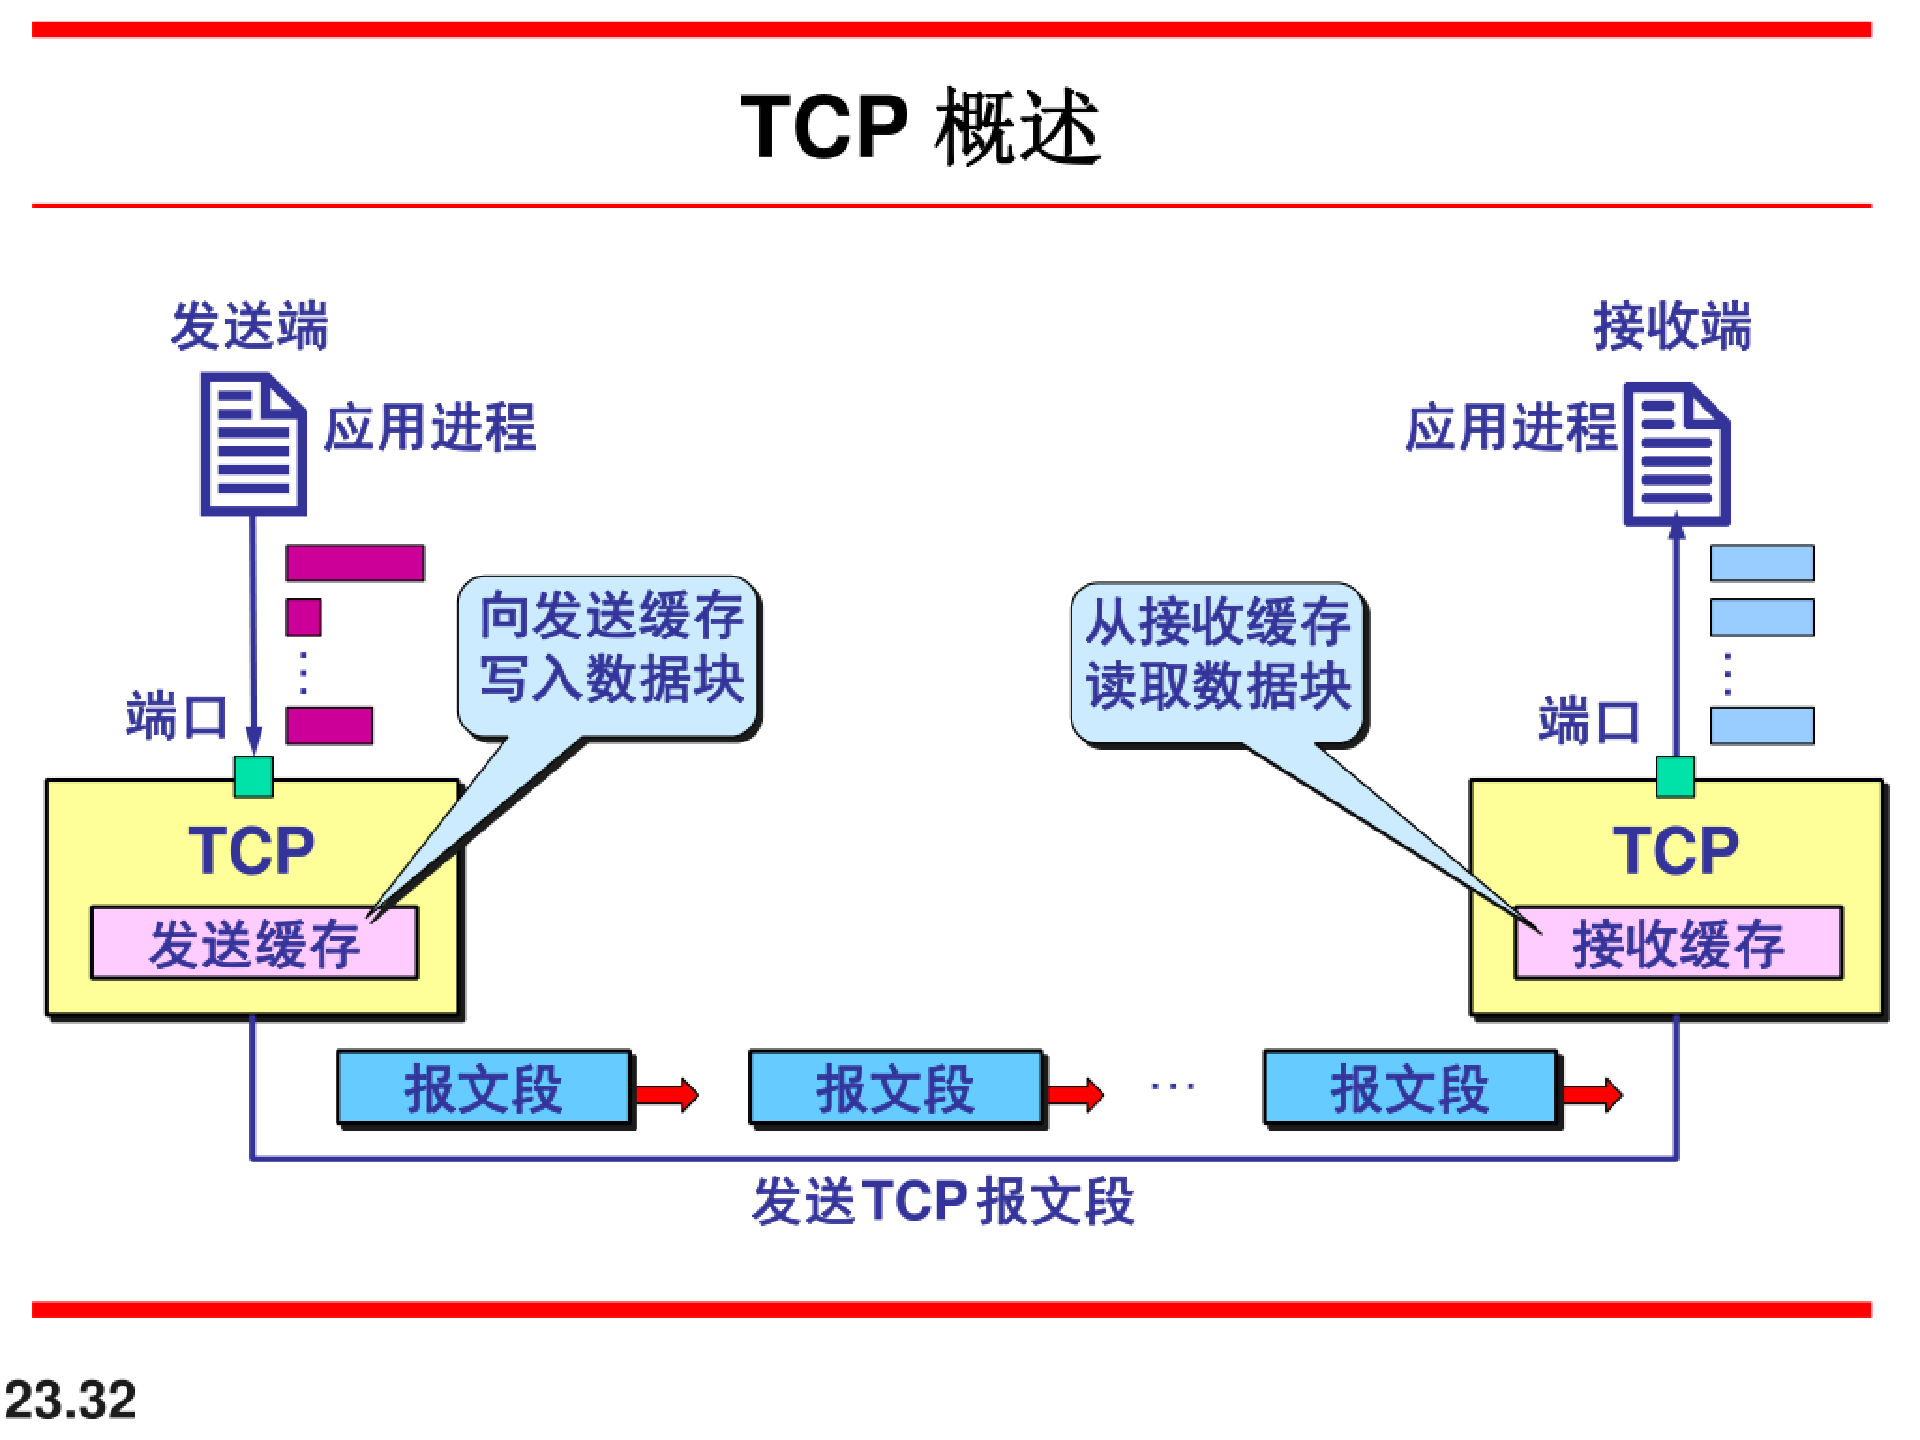 TCP 概述
发送端
接收端
应用进程
应用进程
向发送缓存
写入数据块
从接收缓存
读取数据块
端口
端口
TCP
TCP
发送缓存
接收缓存
报文段
报文段
…
报文段
发送TCP报文段
23.32